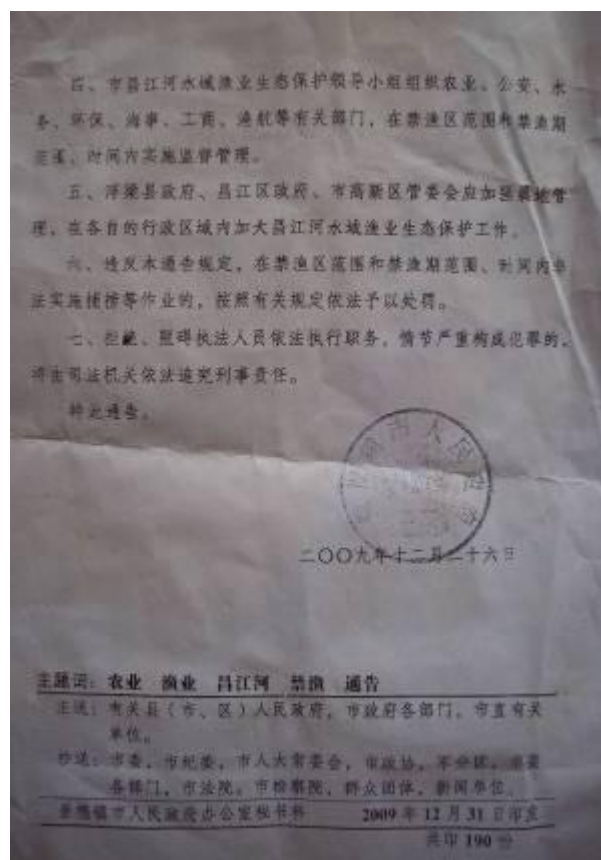 四、市昌江河水域渔业生态保护领导小组组织农业、公安、水
务、环保、海事、工商、渔航等有关部门，在禁渔区范围和禁渔期
范围、时间内实施监督管理。
五、浮梁县政府、昌江区政府、市高新区管委会应加强属地管
理，在各自的行政区域内加大昌江河水域渔业生态保护工作。
六、违反本通告规定，在禁渔区范围和禁渔期范围、时间内非
法实施捕捞等作业的，按照有关规定依法予以处罚。
七、拒绝、阻碍执法人员依法执行职务，情节严重构成犯罪的，
将由司法机关依法追究刑事责任。
特此通告。
市人民政府
二〇〇九年十二月二十六日
主题词：农业 渔业 昌江河 禁渔 通告
主送：有关县（市、区）人民政府，市政府各部门，市直有关
单位。
抄送：市委，市纪委，市人大常委会，市政协，军分区，市委
各部门，市法院，市检察院，群众团体，新闻单位。
景德镇市人民政府办公室秘书科 2009年12月31日印发
共印190份